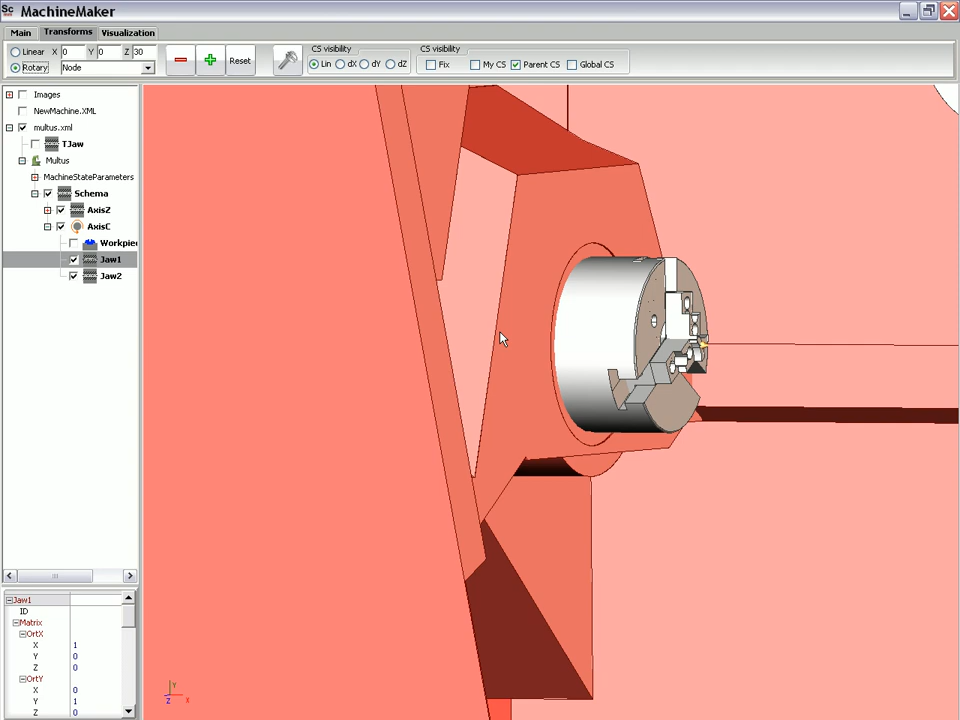 Sc MachineMaker
Main Transforms Visualization
Linear X 0 Y 0 Z 30
Rotary Node
Reset
CS visibility
Lin dX dY dZ
CS visibility
Fix My CS Parent CS Global CS
Images
NewMachine.XML
multus.xml
TJaw
Multus
MachineStateParameters
Schema
AxisZ
AxisC
Workpie
Jaw1
Jaw2
Jaw1
ID
Matrix
OrtX
X 1
Y 0
Z 0
OrtY
X 0
Y 1
Z 0
Y
Z X